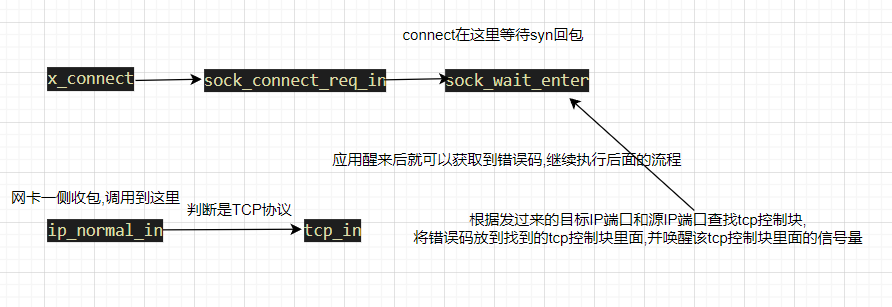 connect在这里等待syn回包
x_connect
sock_connect_req_in
sock_wait_enter
应用醒来后就可以获取到错误码,继续执行后面的流程
网卡一侧收包,调用到这里
判断是TCP协议
ip_normal_in
tcp_in
根据发过来的目标IP端口和源IP端口查找tcp控制块,
将错误码放到找到的tcp控制块里面,并唤醒该tcp控制块里面的信号量